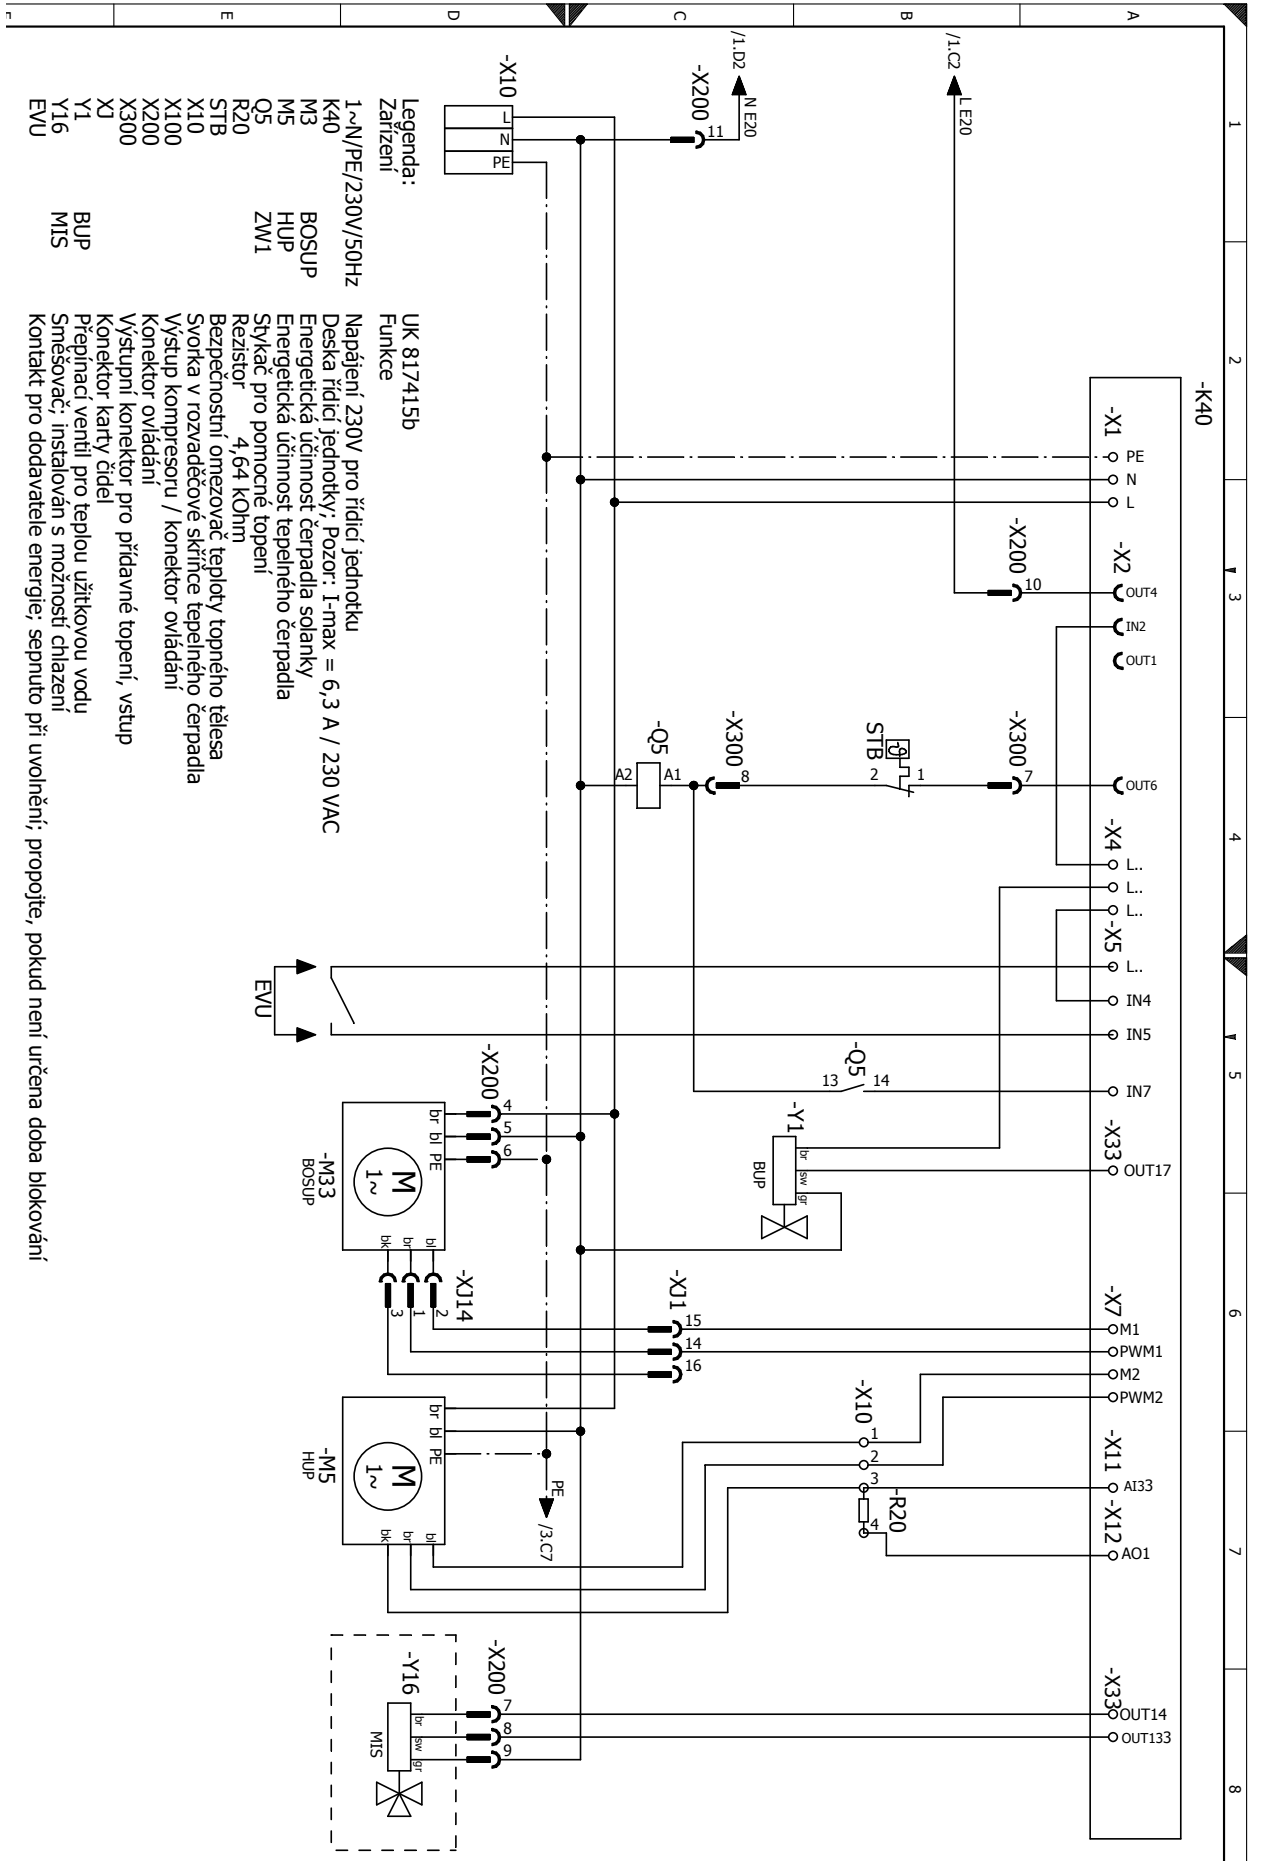 1
2
3
4
5
6
7
8
A
B
C
D
E
-K40
-X1
PE
N
L
-X2
OUT4
IN2
OUT1
OUT6
-X4
L..
L..
L..
-X5
L..
IN4
IN5
IN7
-X33
OUT17
-X7
M1
PWM1
M2
PWM2
-X11
AI33
-X12
AO1
-X33
OUT14
OUT133
/1.C2
L E20
/1.D2
N E20
-X200
11
-X200
10
-X300
7
STB
1
2
-X300
8
-Q5
A1
A2
-Q5
13
14
-Y1
br
sw
gr
BUP
-X10
1
2
3
4
-R20
-XJ1
15
14
16
-X10
L
N
PE
EVU
-X200
4
5
6
br
bl
PE
M
1~
-M33
BOSUP
bk
br
bl
-XJ14
3
1
2
br
bl
PE
M
1~
-M5
HUP
bk
br
bl
PE
/3.C7
-X200
7
8
9
-Y16
br
sw
gr
MIS
Legenda: UK 817415b
Zařízení Funkce
1~N/PE/230V/50Hz Napájení 230V pro řídicí jednotku
K40 Deska řídicí jednotky; Pozor: I-max = 6,3 A / 230 VAC
M3 BOSUP Energetická účinnost čerpadla solanky
M5 HUP Energetická účinnost tepelného čerpadla
Q5 ZW1 Stykač pro pomocné topení
R20 Rezistor 4,64 kOhm
STB Bezpečnostní omezovač teploty topného tělesa
X10 Svorka v rozvaděčové skřínce tepelného čerpadla
X100 Výstup kompresoru / konektor ovládání
X200 Konektor ovládání
X300 Výstupní konektor pro přídavné topení, vstup
XJ Konektor karty čidel
Y1 BUP Přepínací ventil pro teplou užitkovou vodu
Y16 MIS Směšovač; instalován s možností chlazení
EVU Kontakt pro dodavatele energie; sepnuto při uvolnění; propojte, pokud není určena doba blokování